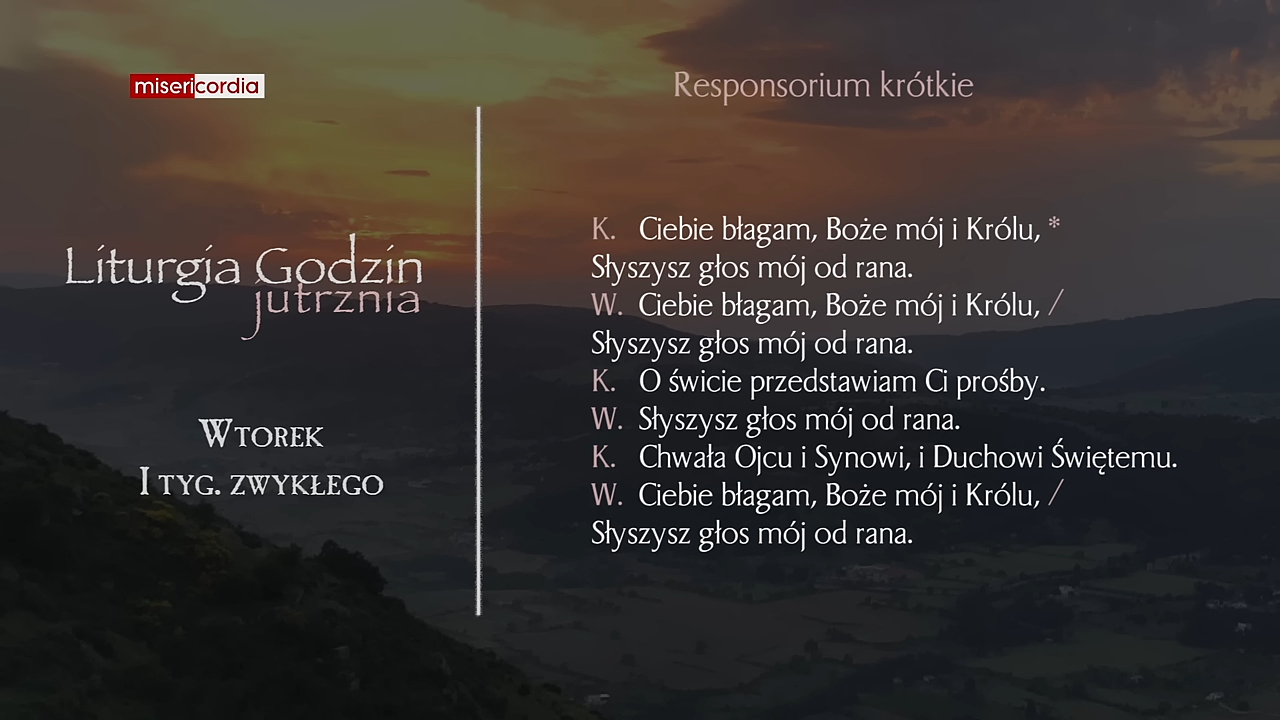 misericordia
Responsorium krótkie
Liturgia Godzin
jutrznia
Wtorek
I tyg. zwykłego
K. Ciebie błagam, Boże mój i Królu, *
Słyszysz głos mój od rana.
W. Ciebie błagam, Boże mój i Królu, /
Słyszysz głos mój od rana.
K. O świcie przedstawiam Ci prośby.
W. Słyszysz głos mój od rana.
K. Chwała Ojcu i Synowi, i Duchowi Świętemu.
W. Ciebie błagam, Boże mój i Królu, /
Słyszysz głos mój od rana.